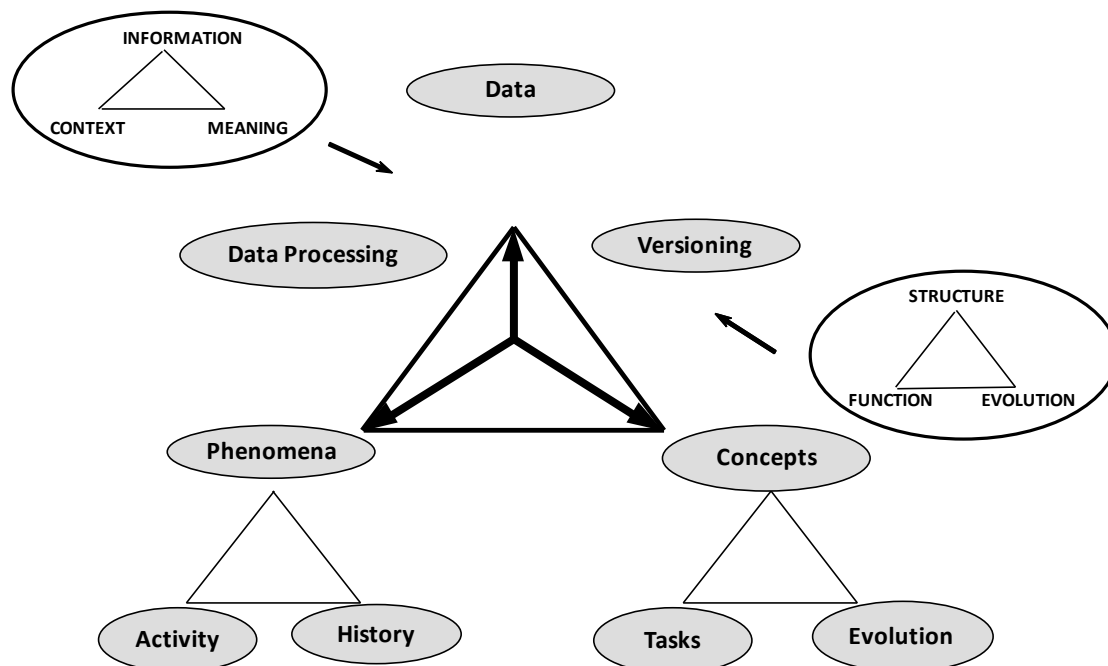 INFORMATION
CONTEXT
MEANING
Data
Data Processing
Versioning
STRUCTURE
FUNCTION
EVOLUTION
Phenomena
Concepts
Activity
History
Tasks
Evolution